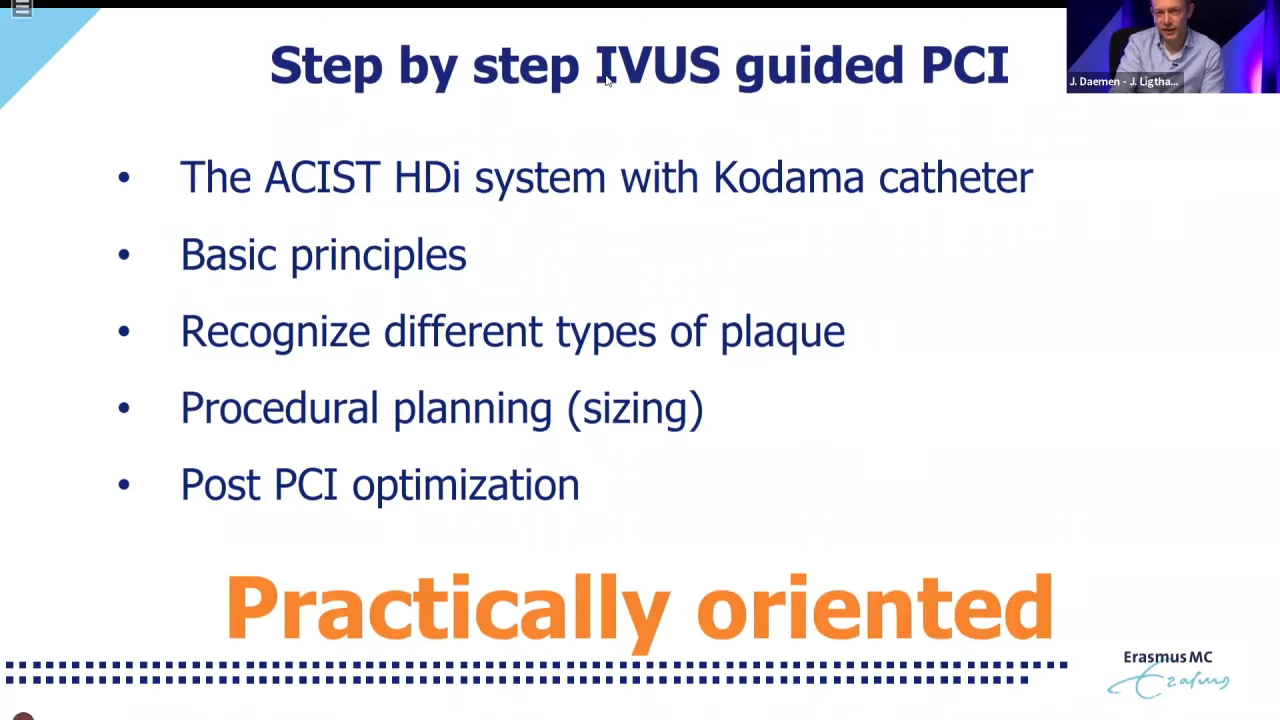 Step by step IVUS guided PCI
J. Daemen - J. Ligtha...
• The ACIST HDi system with Kodama catheter
• Basic principles
• Recognize different types of plaque
• Procedural planning (sizing)
• Post PCI optimization
Practically oriented
Erasmus MC
Erasmus